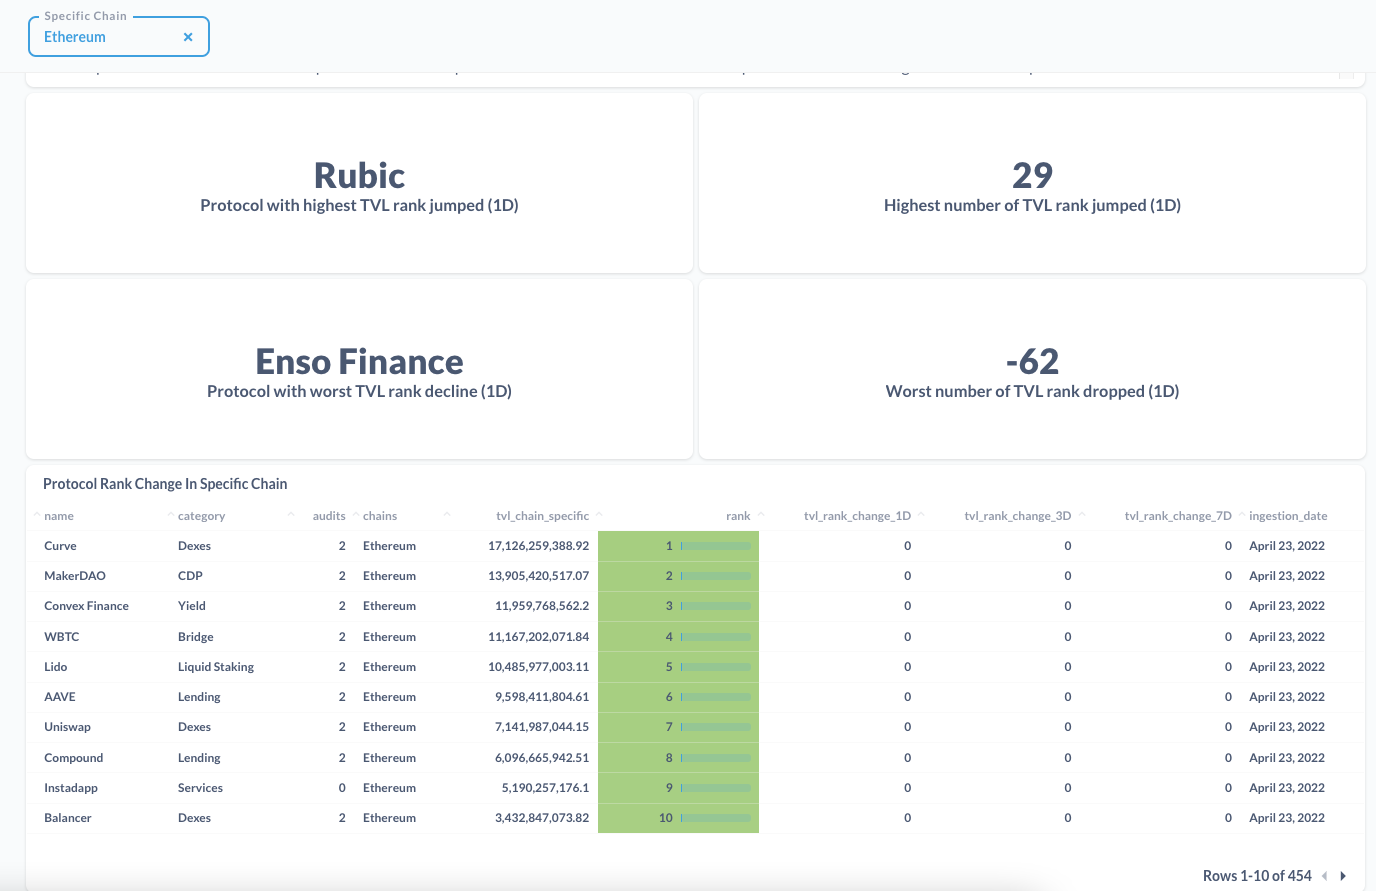 Specific Chain
Ethereum
Rubic
Protocol with highest TVL rank jumped (1D)
29
Highest number of TVL rank jumped (1D)
Enso Finance
Protocol with worst TVL rank decline (1D)
-62
Worst number of TVL rank dropped (1D)
Protocol Rank Change In Specific Chain
name category audits chains tvl_chain_specific rank tvl_rank_change_1D tvl_rank_change_3D tvl_rank_change_7D ingestion_date
Curve Dexes 2 Ethereum 17,126,259,388.92 1 0 0 0 April 23, 2022
MakerDAO CDP 2 Ethereum 13,905,420,517.07 2 0 0 0 April 23, 2022
Convex Finance Yield 2 Ethereum 11,959,768,562.2 3 0 0 0 April 23, 2022
WBTC Bridge 2 Ethereum 11,167,202,071.84 4 0 0 0 April 23, 2022
Lido Liquid Staking 2 Ethereum 10,485,977,003.11 5 0 0 0 April 23, 2022
AAVE Lending 2 Ethereum 9,598,411,804.61 6 0 0 0 April 23, 2022
Uniswap Dexes 2 Ethereum 7,141,987,044.15 7 0 0 0 April 23, 2022
Compound Lending 2 Ethereum 6,096,665,942.51 8 0 0 0 April 23, 2022
Instadapp Services 0 Ethereum 5,190,257,176.1 9 0 0 0 April 23, 2022
Balancer Dexes 2 Ethereum 3,432,847,073.82 10 0 0 0 April 23, 2022
Rows 1-10 of 454